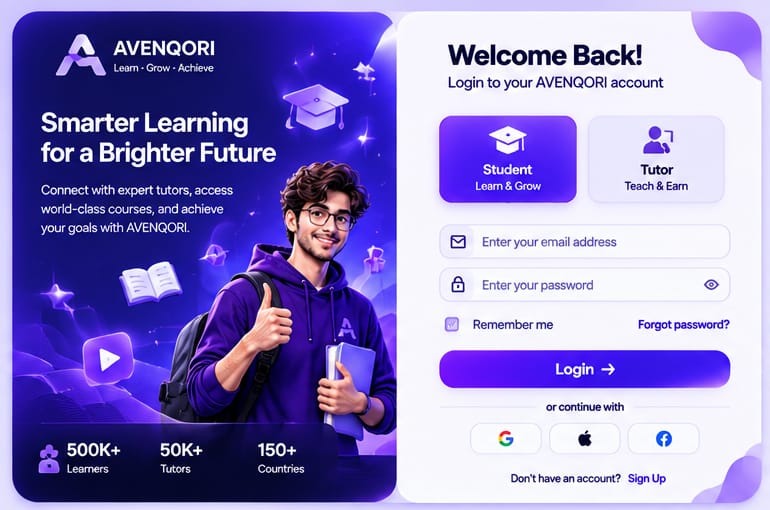 AVENQORI
Learn - Grow - Achieve
Smarter Learning
for a Brighter Future
Connect with expert tutors, access
world-class courses, and achieve
your goals with AVENQORI.
500K+
Learners
50K+
Tutors
150+
Countries
Welcome Back!
Login to your AVENQORI account
Student
Learn & Grow
Tutor
Teach & Earn
Enter your email address
Enter your password
Remember me
Forgot password?
Login →
or continue with
Don't have an account? Sign Up